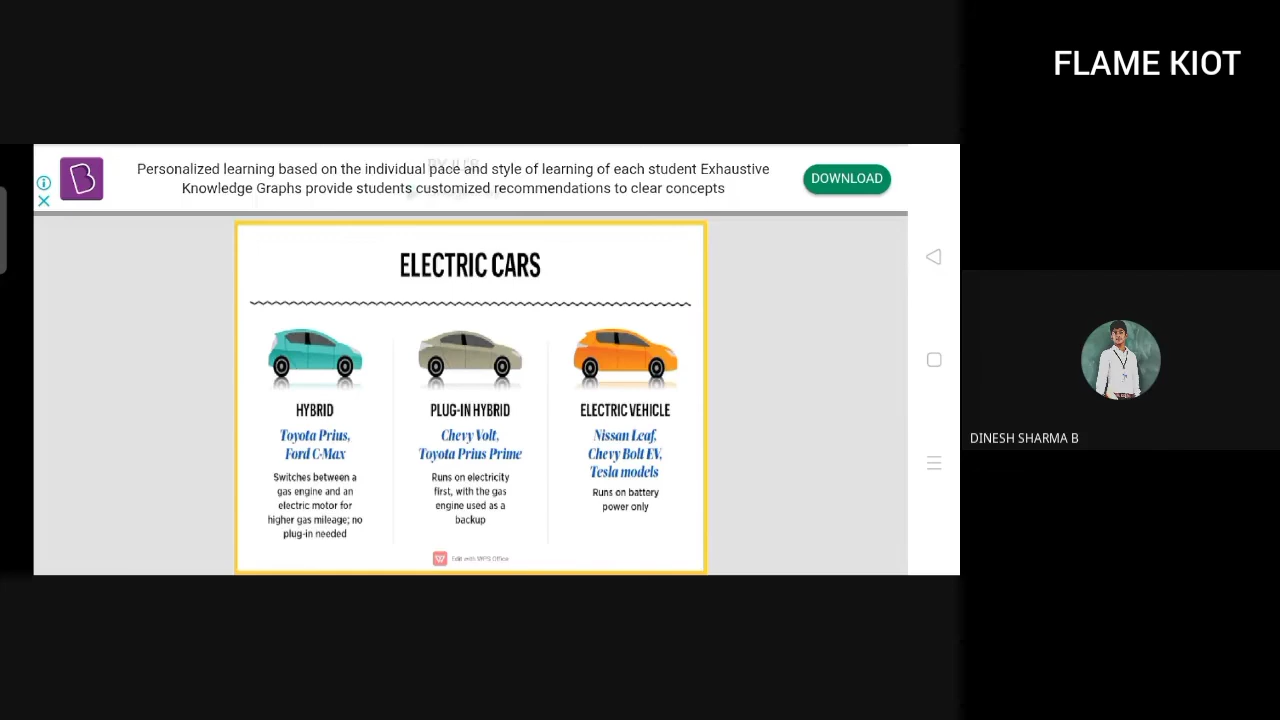 FLAME KIOT
Personalized learning based on the individual pace and style of learning of each student Exhaustive
Knowledge Graphs provide students customized recommendations to clear concepts
DOWNLOAD
ELECTRIC CARS
HYBRID
Toyota Prius,
Ford C-Max
Switches between a
gas engine and an
electric motor for
higher gas mileage; no
plug-in needed
PLUG-IN HYBRID
Chevy Volt,
Toyota Prius Prime
Runs on electricity
first, with the gas
engine used as a
backup
ELECTRIC VEHICLE
Nissan Leaf,
Chevy Bolt EV,
Tesla models
Runs on battery
power only
Edit with WPS Office
DINESH SHARMA B